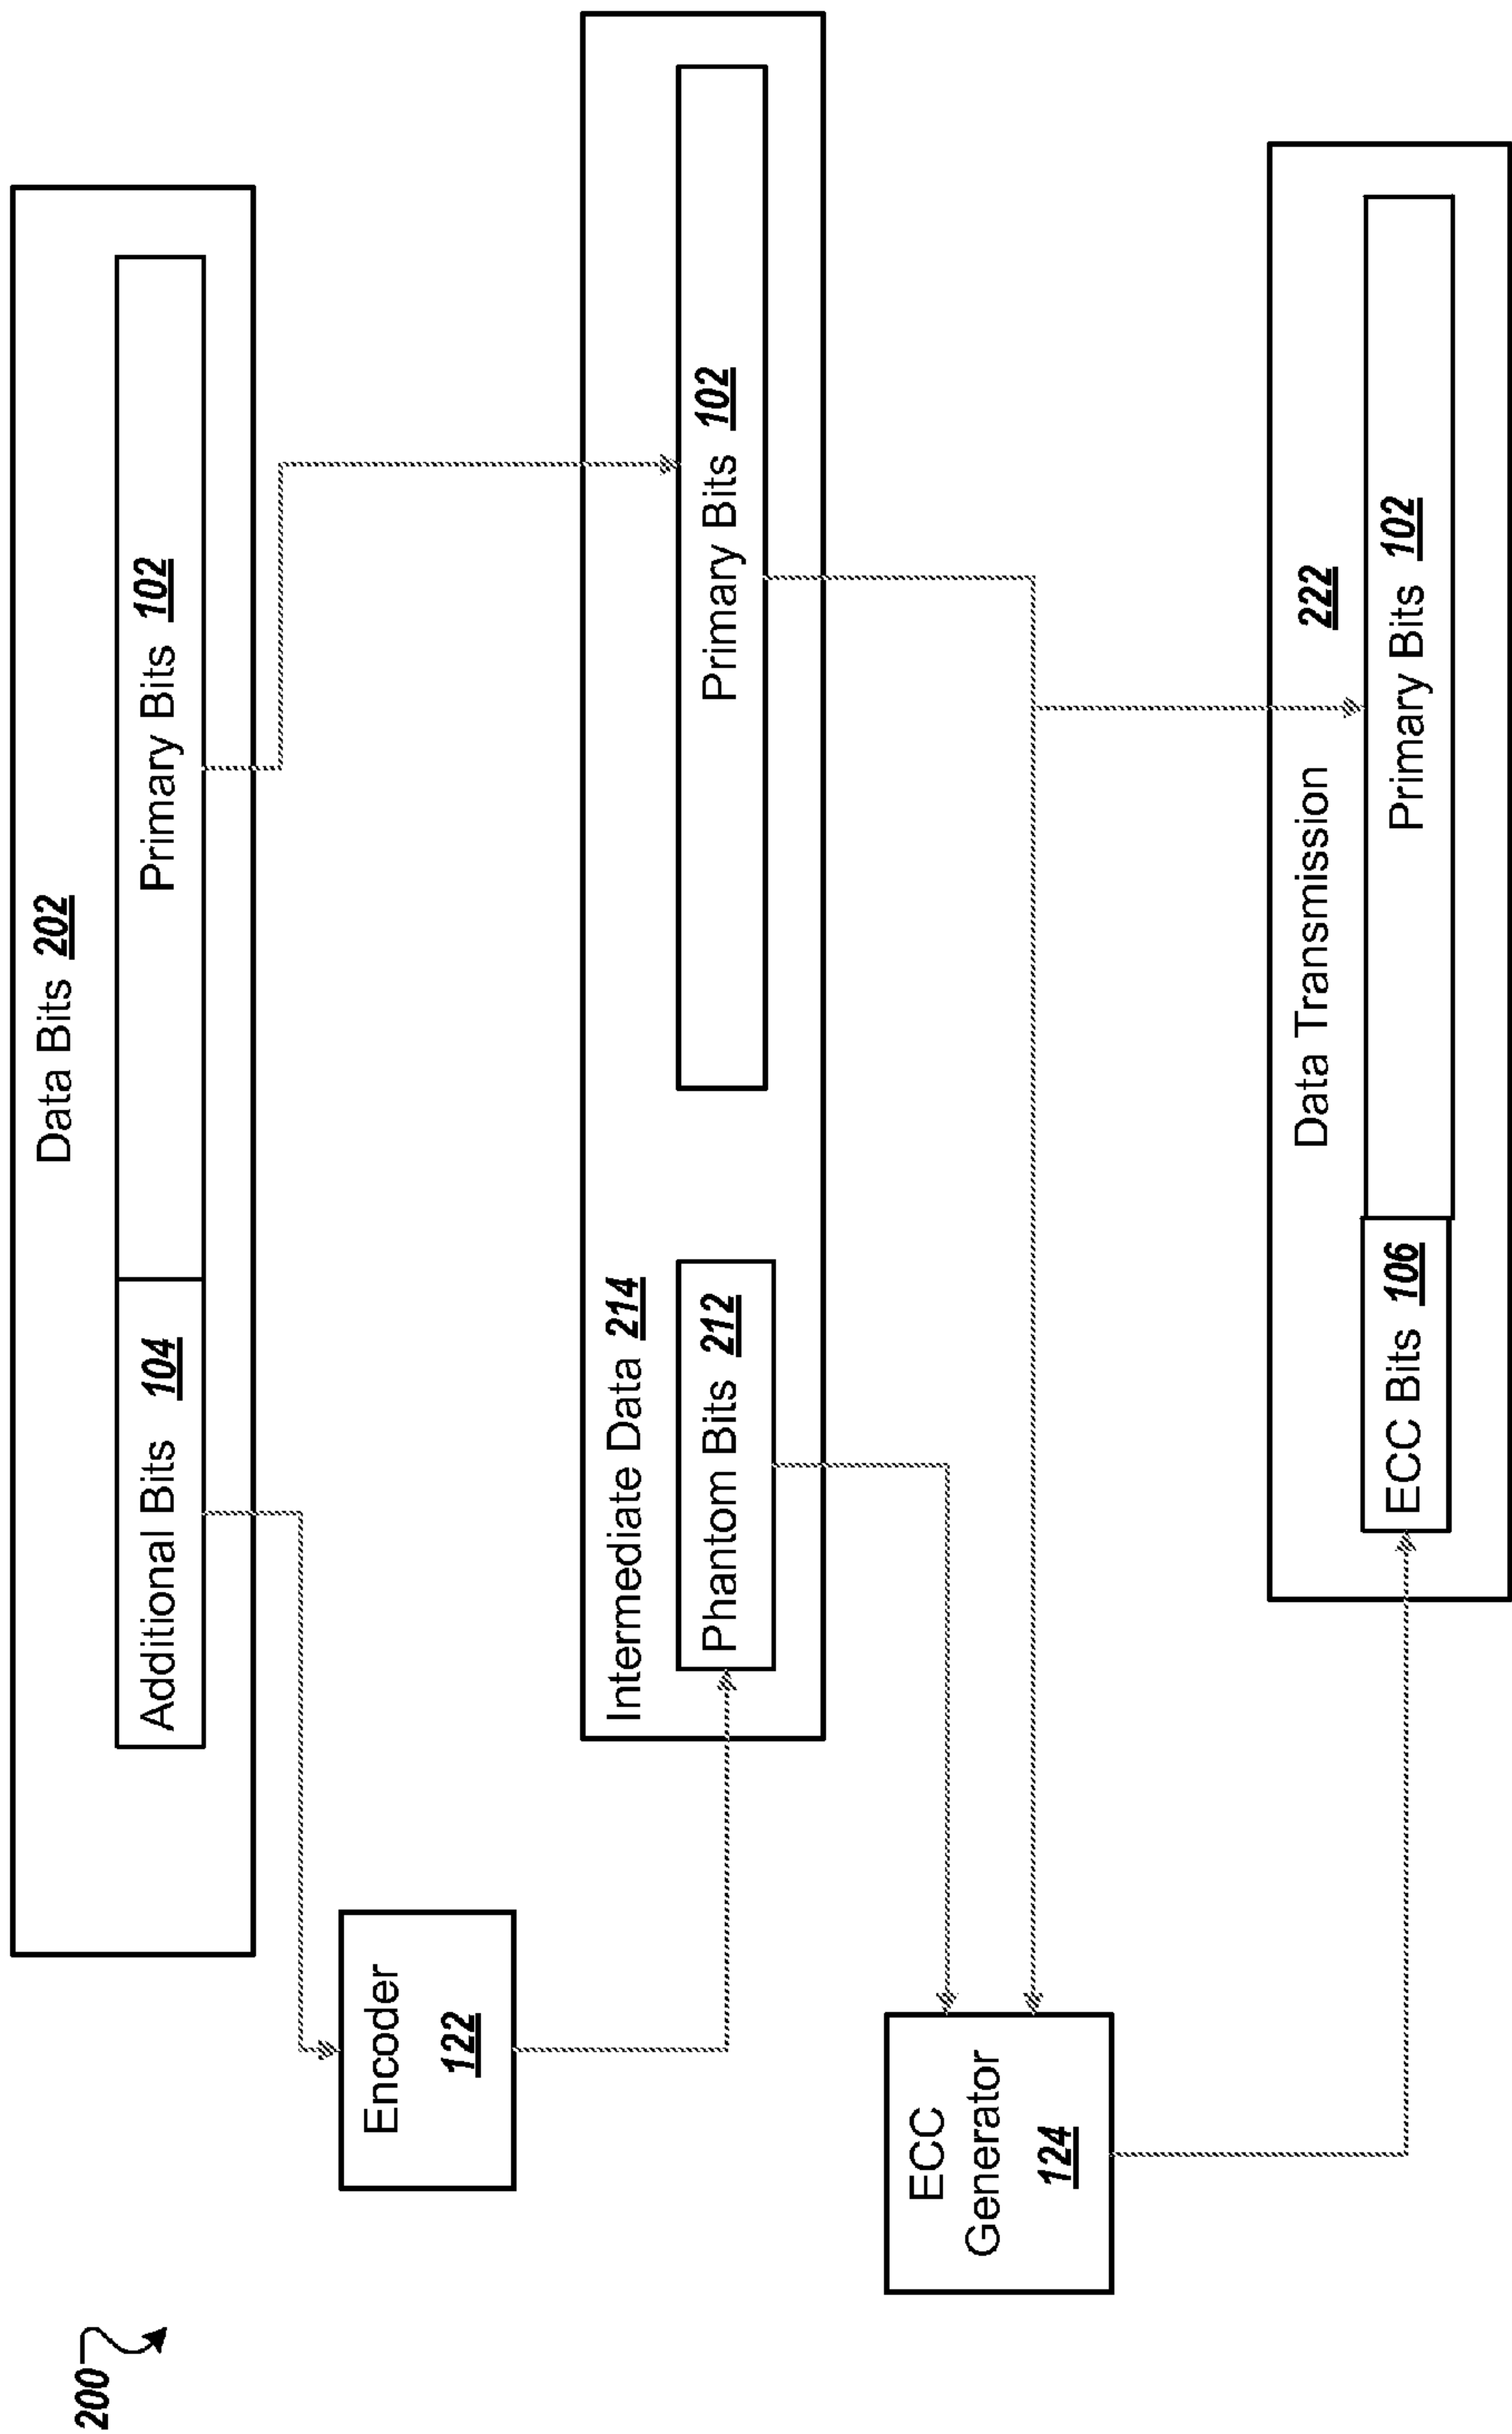 200
Data Bits 202
Additional Bits 104
Primary Bits 102
Encoder
122
Intermediate Data 214
Phantom Bits 212
Primary Bits 102
ECC
Generator
124
Data Transmission 222
ECC Bits 106
Primary Bits 102